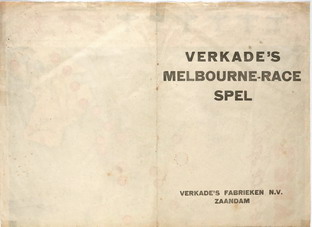 VERKADE'S
MELBOURNE-RACE
SPEL
VERKADE'S FABRIEKEN N.V.
ZAANDAM